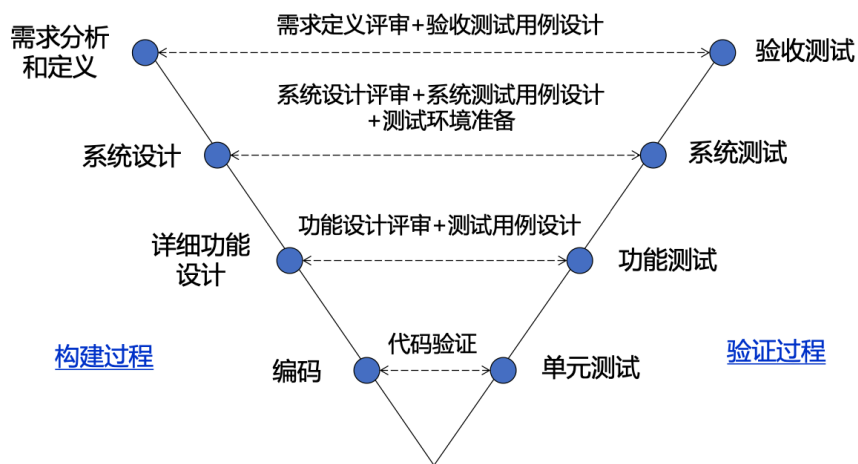 需求分析
和定义
需求定义评审+验收测试用例设计
验收测试
系统设计评审+系统测试用例设计
+测试环境准备
系统设计
系统测试
功能设计评审+测试用例设计
详细功能
设计
功能测试
构建过程
编码
代码验证
单元测试
验证过程